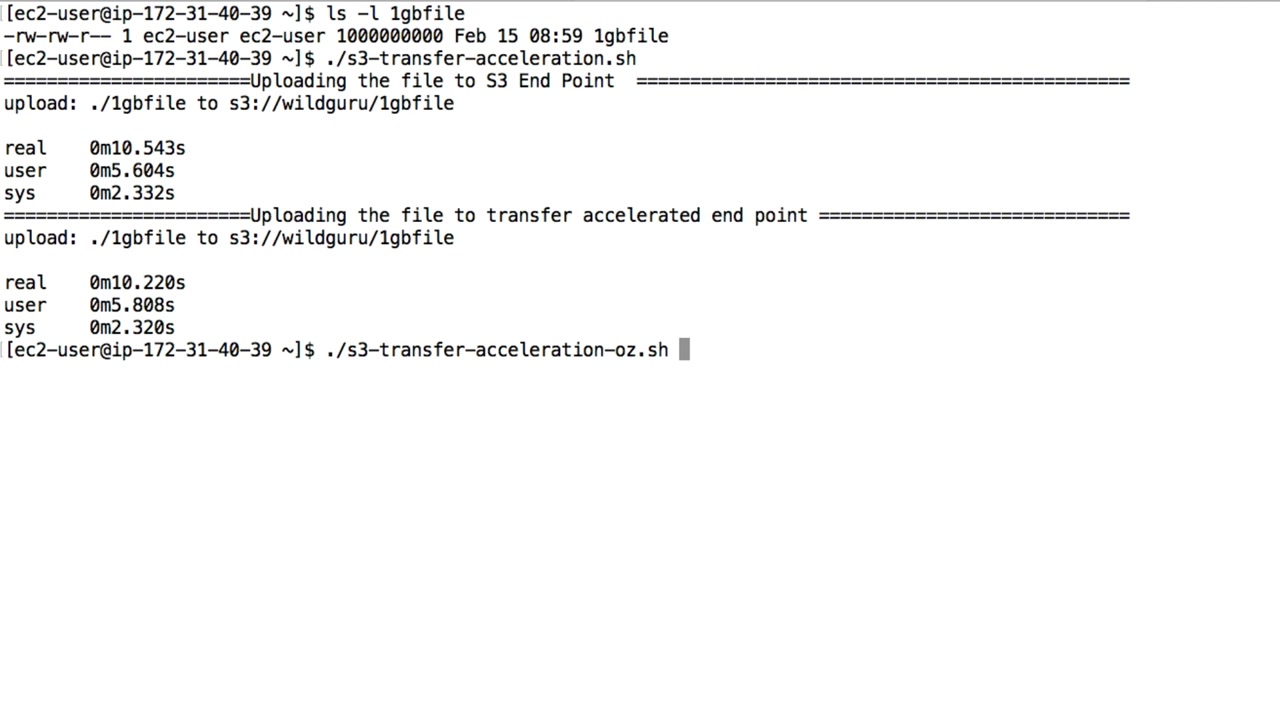 [ec2-user@ip-172-31-40-39 ~]$ ls -l 1gbfile
-rw-rw-r-- 1 ec2-user ec2-user 1000000000 Feb 15 08:59 1gbfile
[ec2-user@ip-172-31-40-39 ~]$ ./s3-transfer-acceleration.sh
=======================Uploading the file to S3 End Point  ==============================================
upload: ./1gbfile to s3://wildguru/1gbfile
real    0m10.543s
user    0m5.604s
sys     0m2.332s
=======================Uploading the file to transfer accelerated end point =============================
upload: ./1gbfile to s3://wildguru/1gbfile
real    0m10.220s
user    0m5.808s
sys     0m2.320s
[ec2-user@ip-172-31-40-39 ~]$ ./s3-transfer-acceleration-oz.sh